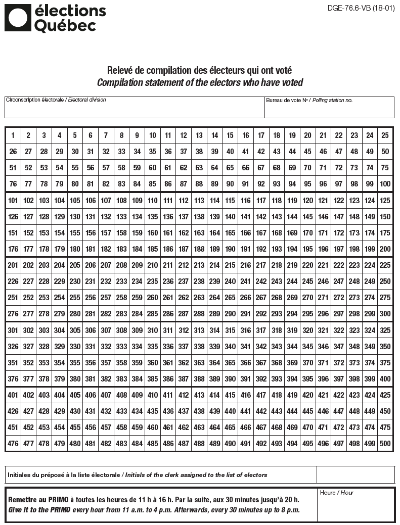 élections
Québec
DGE-76.6-VB (18-01)
Relevé de compilation des électeurs qui ont voté
Compilation statement of the electors who have voted
Circonscription électorale / Electoral division
Bureau de vote No / Polling station no.
1 2 3 4 5 6 7 8 9 10 11 12 13 14 15 16 17 18 19 20 21 22 23 24 25
26 27 28 29 30 31 32 33 34 35 36 37 38 39 40 41 42 43 44 45 46 47 48 49 50
51 52 53 54 55 56 57 58 59 60 61 62 63 64 65 66 67 68 69 70 71 72 73 74 75
76 77 78 79 80 81 82 83 84 85 86 87 88 89 90 91 92 93 94 95 96 97 98 99 100
101 102 103 104 105 106 107 108 109 110 111 112 113 114 115 116 117 118 119 120 121 122 123 124 125
126 127 128 129 130 131 132 133 134 135 136 137 138 139 140 141 142 143 144 145 146 147 148 149 150
151 152 153 154 155 156 157 158 159 160 161 162 163 164 165 166 167 168 169 170 171 172 173 174 175
176 177 178 179 180 181 182 183 184 185 186 187 188 189 190 191 192 193 194 195 196 197 198 199 200
201 202 203 204 205 206 207 208 209 210 211 212 213 214 215 216 217 218 219 220 221 222 223 224 225
226 227 228 229 230 231 232 233 234 235 236 237 238 239 240 241 242 243 244 245 246 247 248 249 250
251 252 253 254 255 256 257 258 259 260 261 262 263 264 265 266 267 268 269 270 271 272 273 274 275
276 277 278 279 280 281 282 283 284 285 286 287 288 289 290 291 292 293 294 295 296 297 298 299 300
301 302 303 304 305 306 307 308 309 310 311 312 313 314 315 316 317 318 319 320 321 322 323 324 325
326 327 328 329 330 331 332 333 334 335 336 337 338 339 340 341 342 343 344 345 346 347 348 349 350
351 352 353 354 355 356 357 358 359 360 361 362 363 364 365 366 367 368 369 370 371 372 373 374 375
376 377 378 379 380 381 382 383 384 385 386 387 388 389 390 391 392 393 394 395 396 397 398 399 400
401 402 403 404 405 406 407 408 409 410 411 412 413 414 415 416 417 418 419 420 421 422 423 424 425
426 427 428 429 430 431 432 433 434 435 436 437 438 439 440 441 442 443 444 445 446 447 448 449 450
451 452 453 454 455 456 457 458 459 460 461 462 463 464 465 466 467 468 469 470 471 472 473 474 475
476 477 478 479 480 481 482 483 484 485 486 487 488 489 490 491 492 493 494 495 496 497 498 499 500
Initiales du préposé à la liste électorale / Initials of the clerk assigned to the list of electors
Remettre au PRIMO à toutes les heures de 11 h à 16 h. Par la suite, aux 30 minutes jusqu'à 20 h.
Give it to the PRIMO every hour from 11 a.m. to 4 p.m. Afterwards, every 30 minutes up to 8 p.m.
Heure / Hour